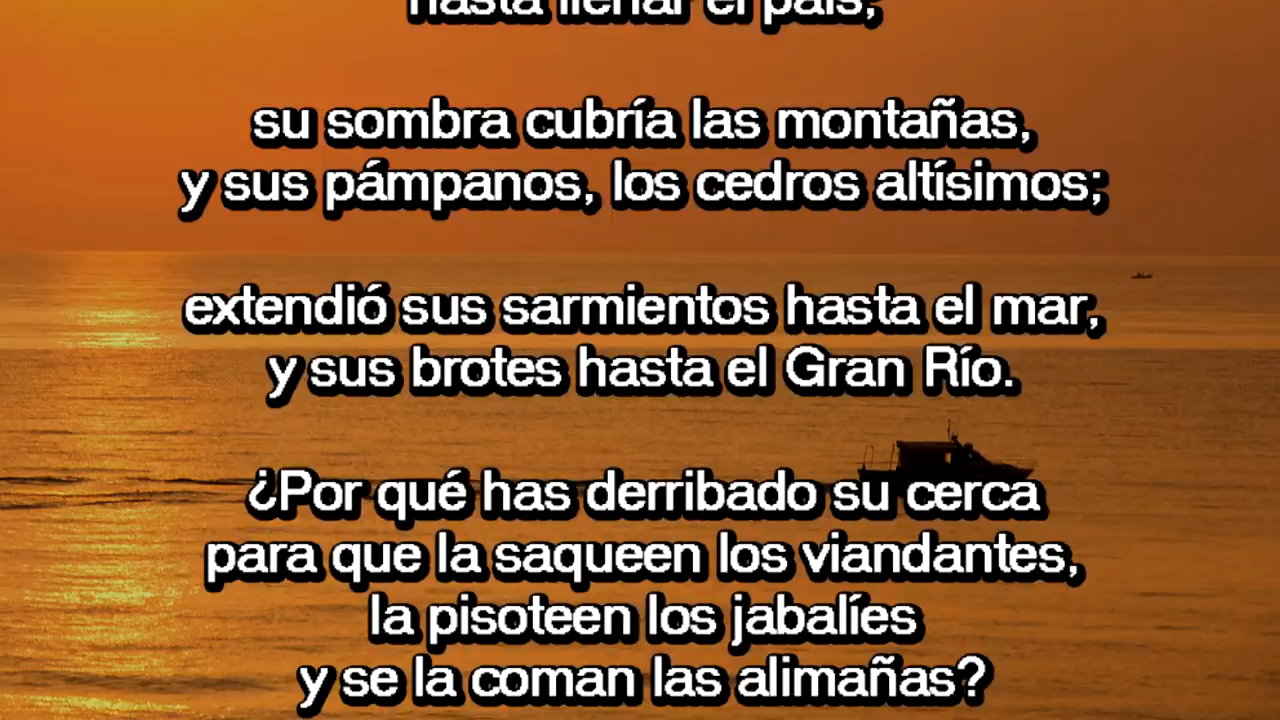 hasta llenar el país;
su sombra cubría las montañas,
y sus pámpanos, los cedros altísimos;
extendió sus sarmientos hasta el mar,
y sus brotes hasta el Gran Río.
¿Por qué has derribado su cerca
para que la saqueen los viandantes,
la pisoteen los jabalíes
y se la coman las alimañas?